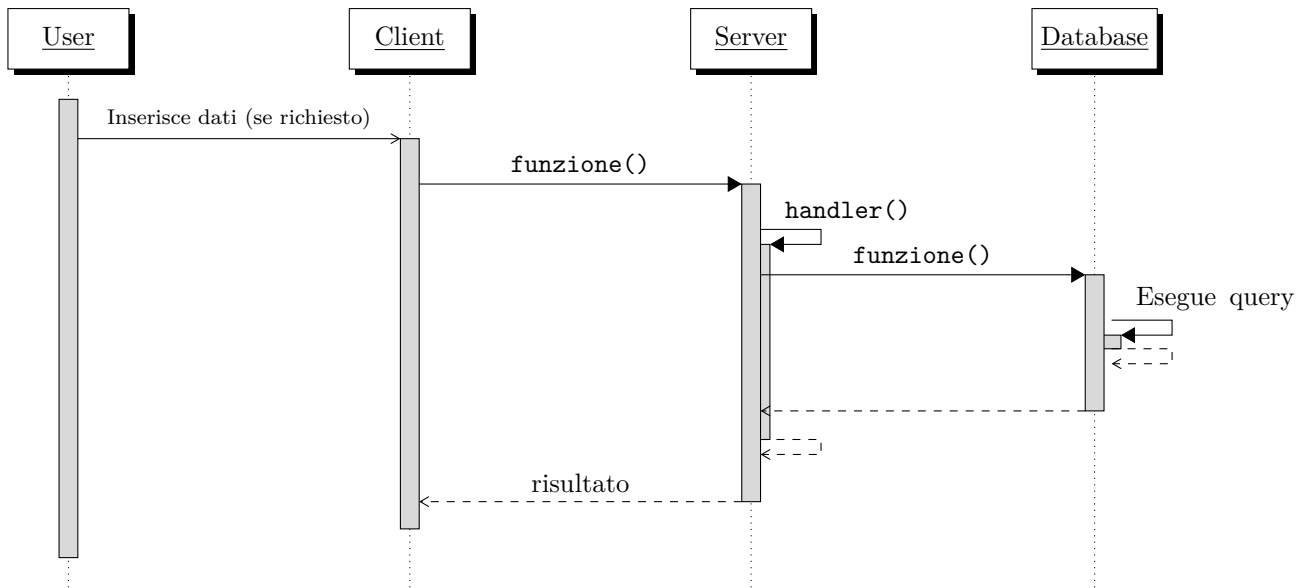 User
Client
Server
Database
Inserisce dati (se richiesto)
funzione()
handler()
funzione()
Esegue query
risultato